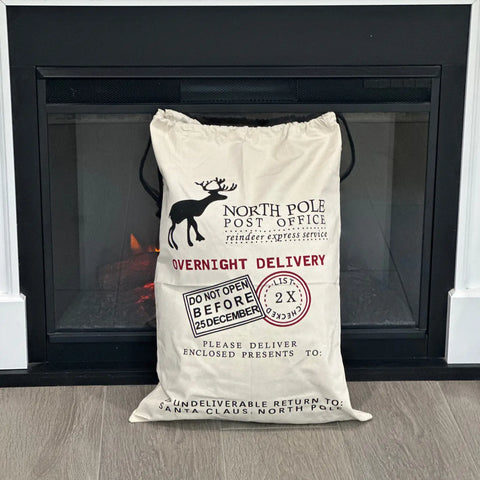 NORTH POLE
POST OFFICE
reindeer express service
OVERNIGHT DELIVERY
DO NOT OPEN
BEFORE
25 DECEMBER
LIST
2X
CHECKED
PLEASE DELIVER
ENCLOSED PRESENTS TO:
UNDELIVERABLE RETURN TO:
SANTA CLAUS, NORTH POLE